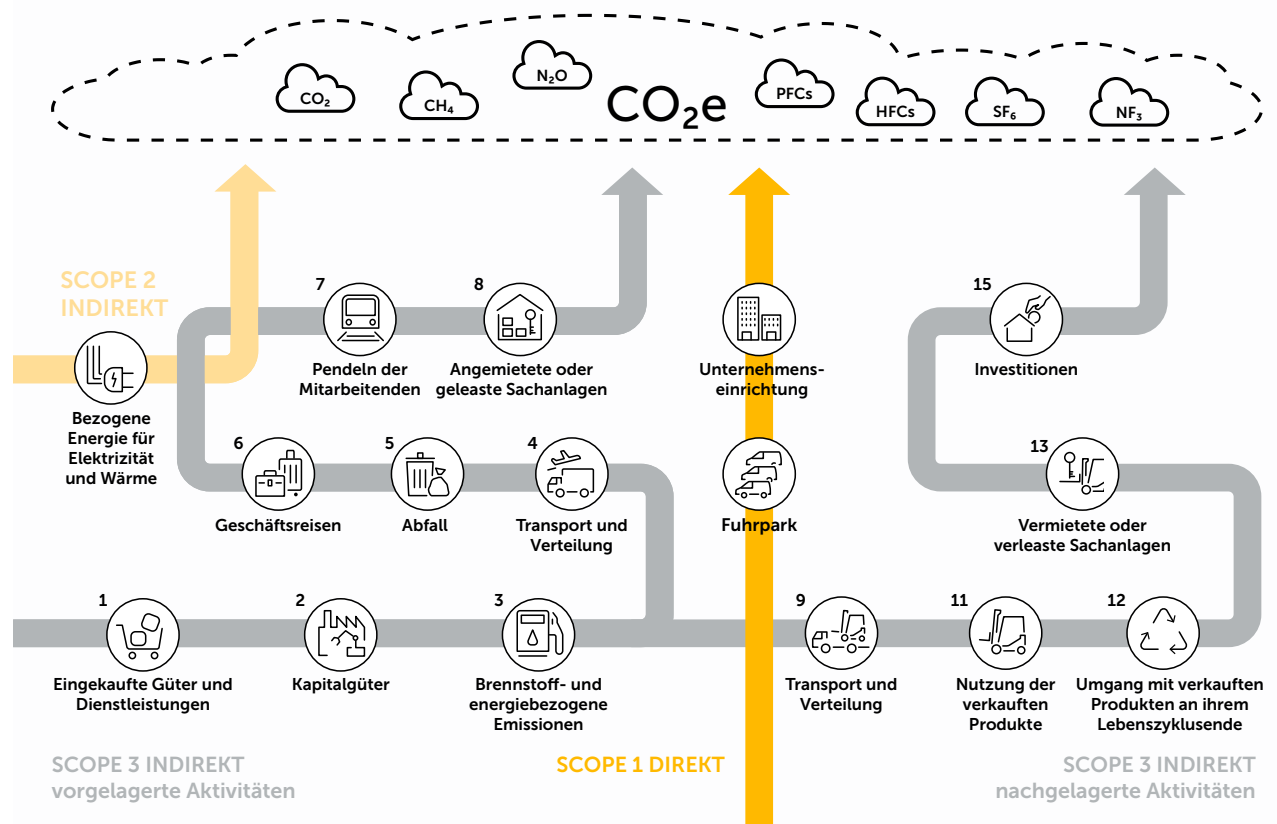 CO₂
CH₄
N₂O
CO₂e
PFCs
HFCs
SF₆
NF₃
SCOPE 2
INDIREKT
Bezogene
Energie für
Elektrizität
und Wärme
7
Pendeln der
Mitarbeitenden
8
Angemietete oder
geleaste Sachanlagen
Unternehmens-
einrichtung
15
Investitionen
6
Geschäftsreisen
5
Abfall
4
Transport und
Verteilung
Fuhrpark
13
Vermietete oder
verleaste Sachanlagen
1
Eingekaufte Güter und
Dienstleistungen
2
Kapitalgüter
3
Brennstoff- und
energiebezogene
Emissionen
9
Transport und
Verteilung
11
Nutzung der
verkauften
Produkte
12
Umgang mit verkauften
Produkten an ihrem
Lebenszyklusende
SCOPE 3 INDIREKT
vorgelagerte Aktivitäten
SCOPE 1 DIREKT
SCOPE 3 INDIREKT
nachgelagerte Aktivitäten